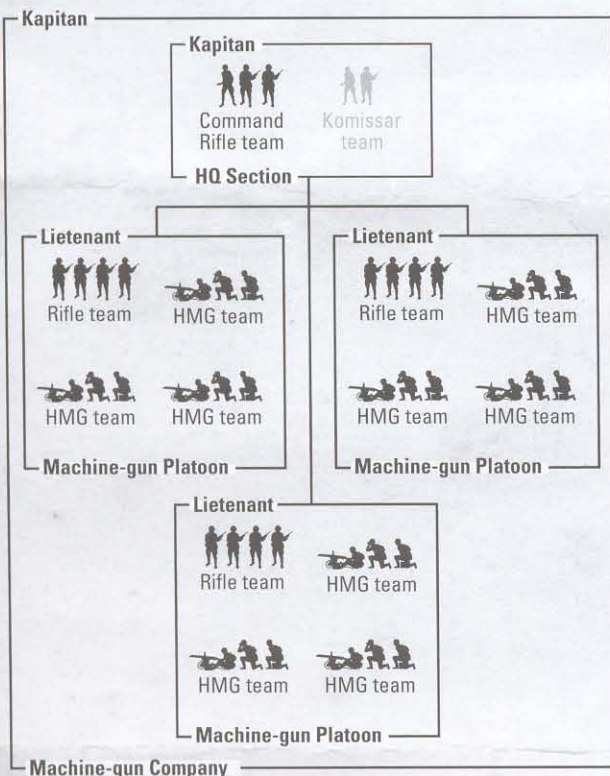 Kapitan
Kapitan
Command
Rifle team
Komissar
team
HQ Section
Lietenant
Rifle team
HMG team
HMG team
HMG team
Machine-gun Platoon
Lietenant
Rifle team
HMG team
HMG team
HMG team
Machine-gun Platoon
Lietenant
Rifle team
HMG team
HMG team
HMG team
Machine-gun Platoon
Machine-gun Company